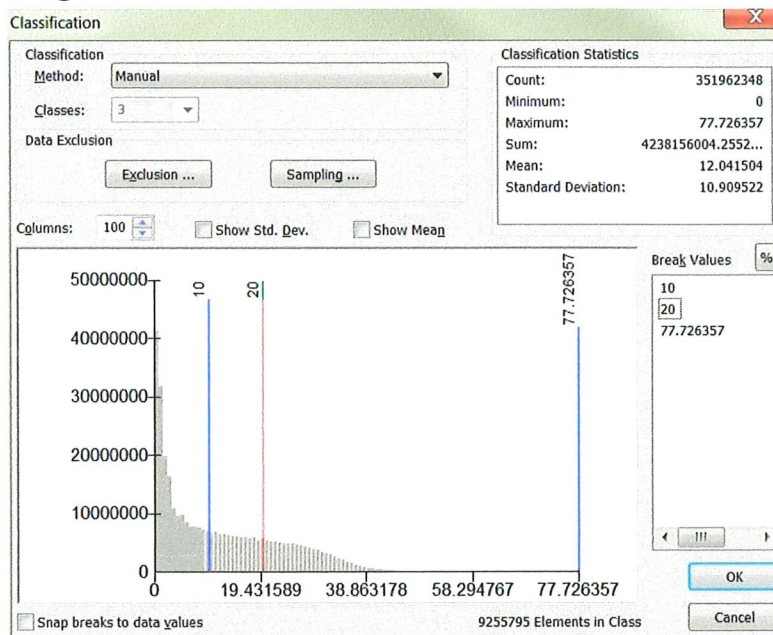 Classification
Classification
Method: Manual
Classes: 3
Data Exclusion
Exclusion ...
Sampling ...
Classification Statistics
Count: 351962348
Minimum: 0
Maximum: 77.726357
Sum: 4238156004.2552...
Mean: 12.041504
Standard Deviation: 10.909522
Columns: 100
Show Std. Dev.
Show Mean
Break Values
%
10
20
77.726357
50000000
40000000
30000000
20000000
10000000
0
10
20
77.726357
0
19.431589
38.863178
58.294767
77.726357
OK
Cancel
Snap breaks to data values
9255795 Elements in Class